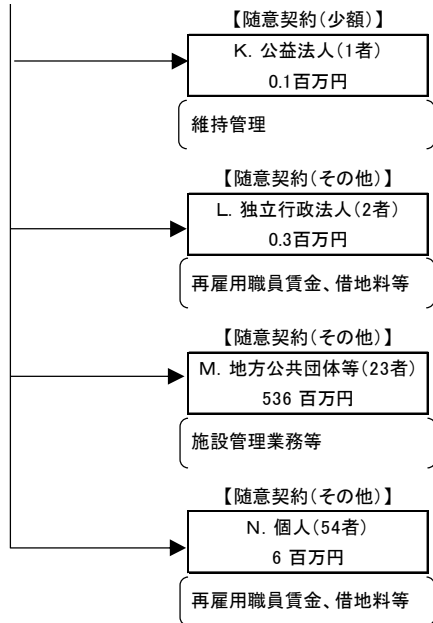 【随意契約(少額)】
K. 公益法人(1者)
0.1百万円
維持管理
【随意契約(その他)】
L. 独立行政法人(2者)
0.3百万円
再雇用職員賃金、借地料等
【随意契約(その他)】
M. 地方公共団体等(23者)
536 百万円
施設管理業務等
【随意契約(その他)】
N. 個人(54者)
6 百万円
再雇用職員賃金、借地料等